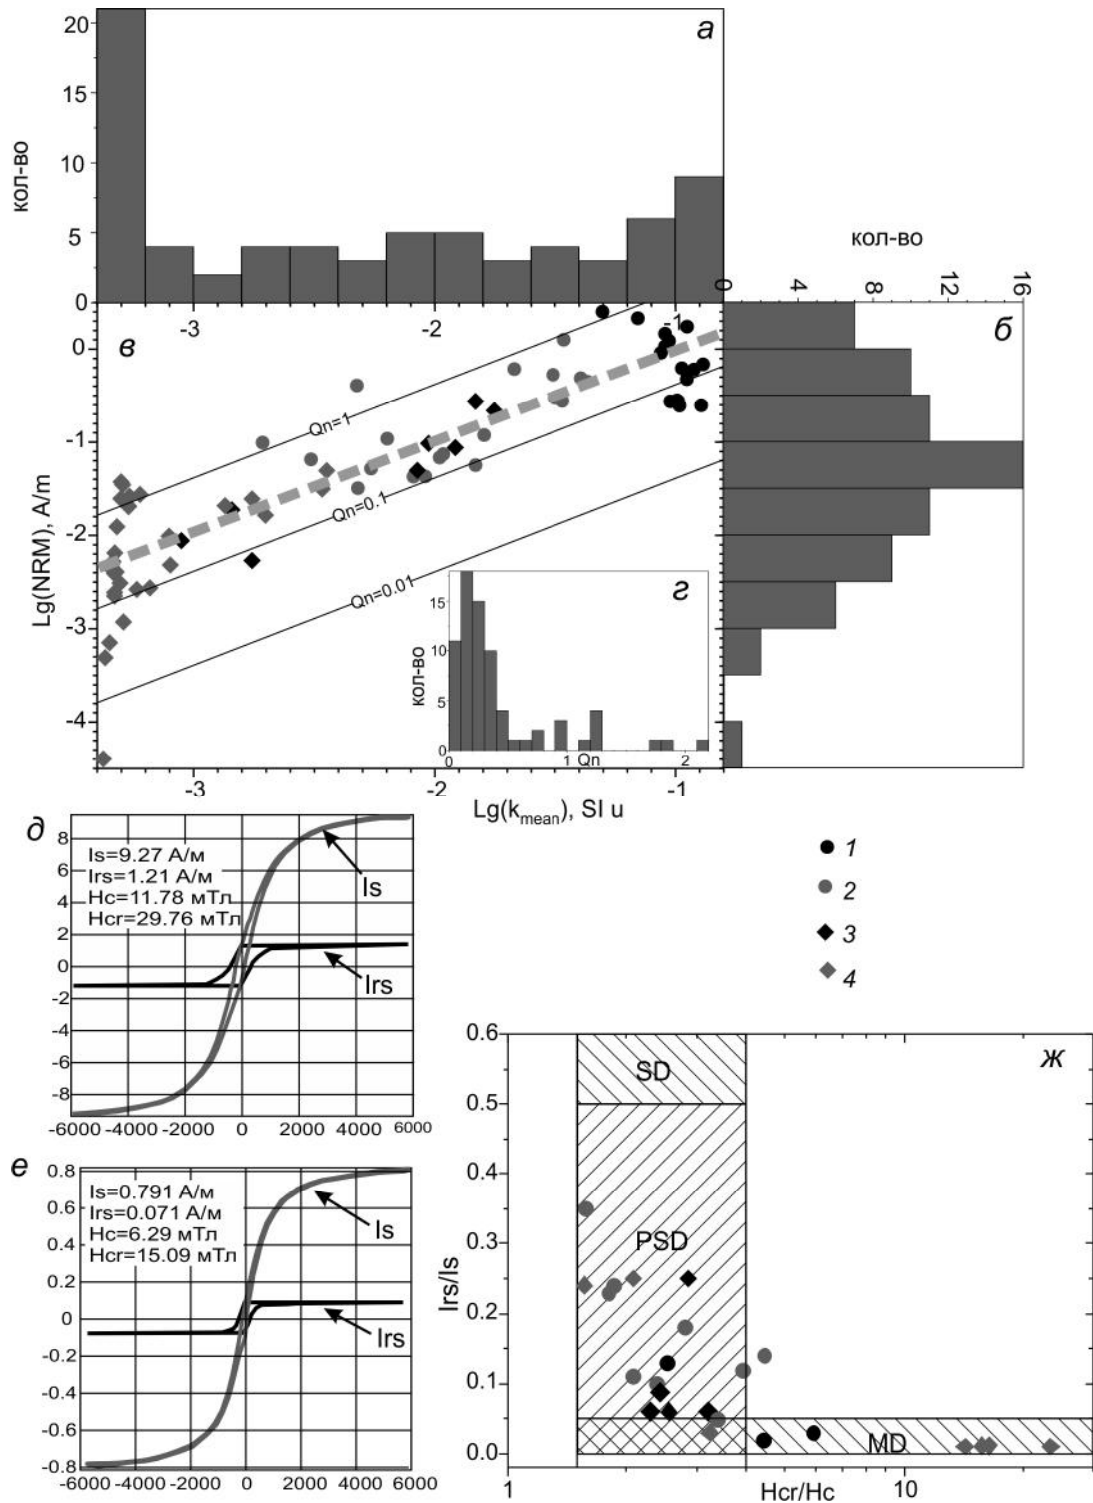 а
20
15
10
5
0
кол-во
-3
-2
-1
кол-во
0
4
8
12
16
б
в
0
-1
-2
-3
-4
Lg(NRM), A/m
Qn=1
Qn=0.1
Qn=0.01
г
15
10
5
0
кол-во
0
1
Qn
2
-3
-2
-1
Lg(kmean), SI u
д
8
6
4
2
0
-2
-4
-6
-8
Is=9.27 А/м
Irs=1.21 А/м
Hc=11.78 мТл
Hcr=29.76 мТл
Is
Irs
-6000 -4000 -2000 0 2000 4000 6000
1
2
3
4
е
0.8
0.6
0.4
0.2
0
-0.2
-0.4
-0.6
-0.8
Is=0.791 А/м
Irs=0.071 А/м
Hc=6.29 мТл
Hcr=15.09 мТл
Is
Irs
-6000 -4000 -2000 0 2000 4000 6000
ж
0.6
0.5
0.4
0.3
0.2
0.1
0.0
Irs/Is
SD
PSD
MD
1
10
Hcr/Hc